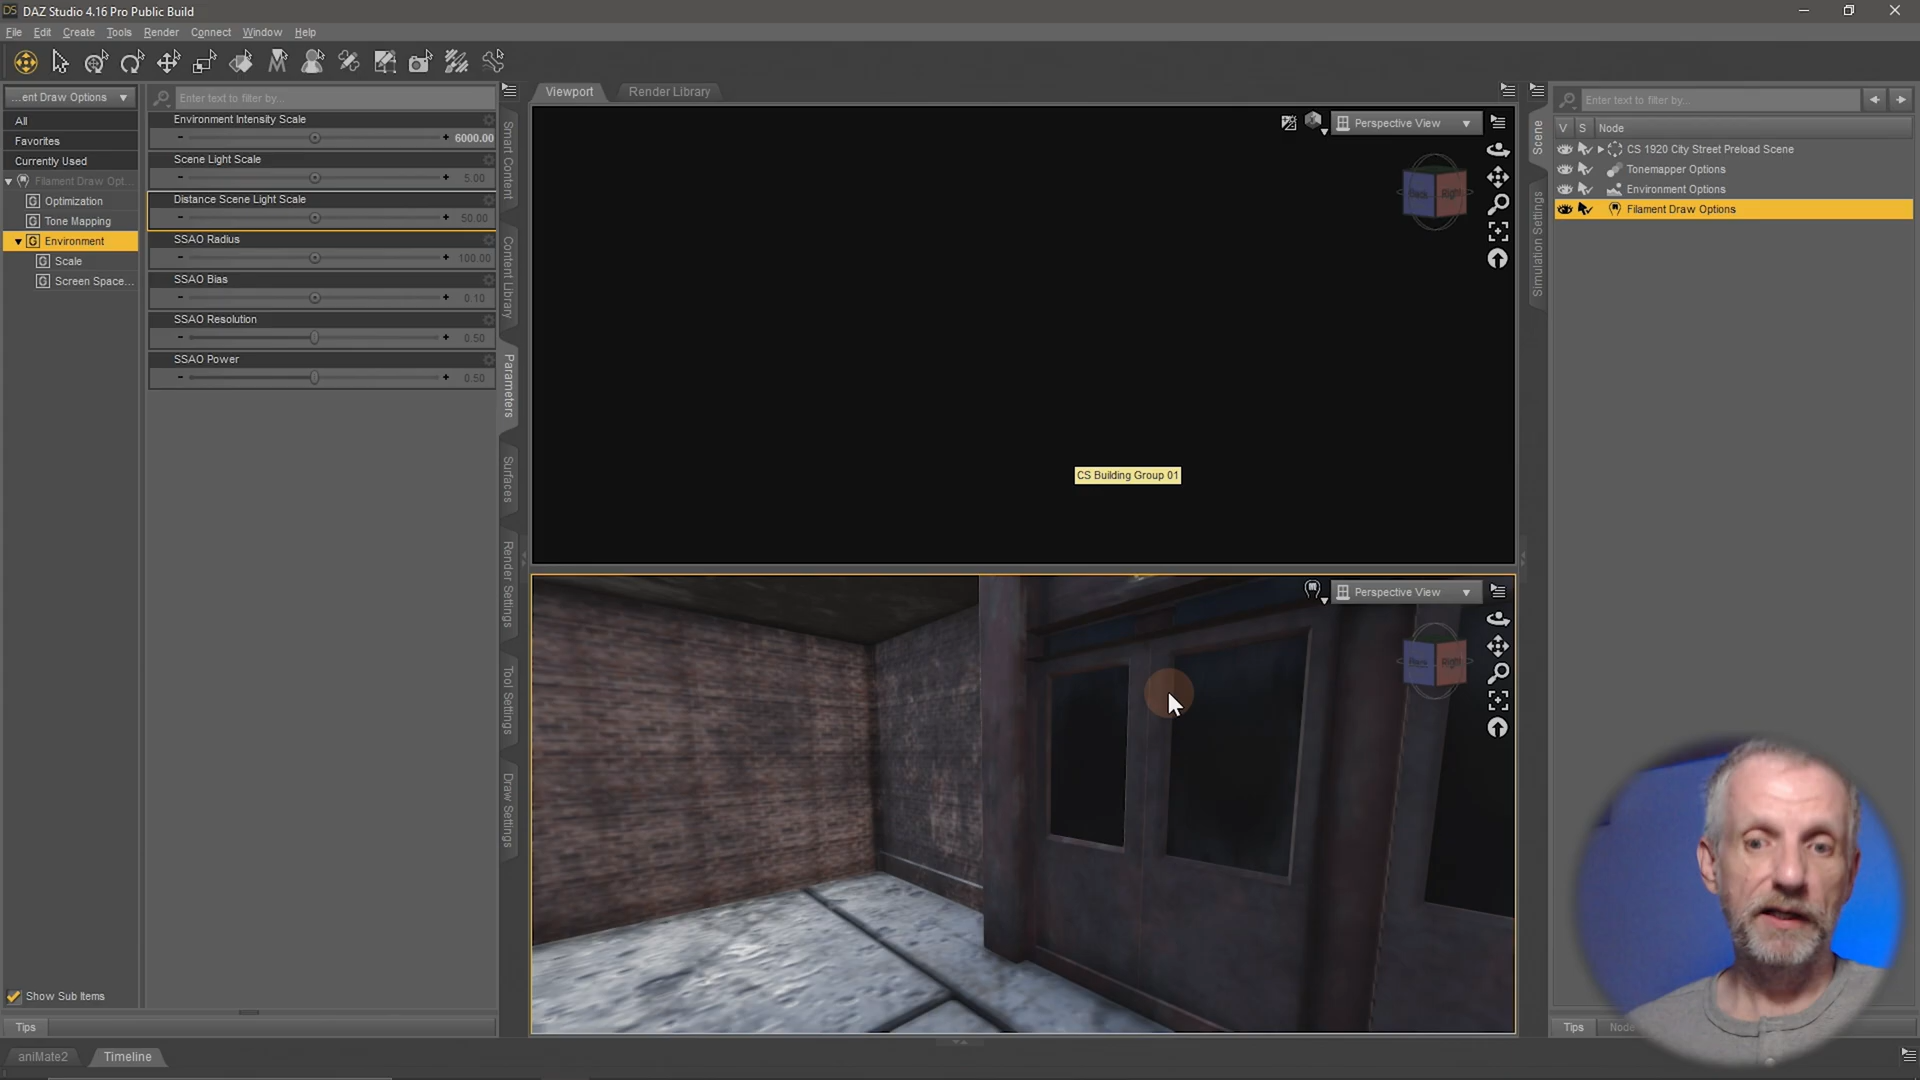 DAZ Studio 4.16 Pro Public Build
File Edit Create Tools Render Connect Window Help
...ent Draw Options
All
Favorites
Currently Used
Filament Draw Opt...
Optimization
Tone Mapping
Environment
Scale
Screen Space...
Show Sub Items
Tips
Enter text to filter by...
Environment Intensity Scale
6000.00
Scene Light Scale
5.00
Distance Scene Light Scale
50.00
SSAO Radius
100.00
SSAO Bias
0.10
SSAO Resolution
0.50
SSAO Power
0.50
Smart Content
Content Library
Parameters
Surfaces
Render Settings
Tool Settings
Draw Settings
Viewport
Render Library
Perspective View
Back
Right
CS Building Group 01
Perspective View
Back
Right
Scene
Simulation Settings
Enter text to filter by...
V S Node
CS 1920 City Street Preload Scene
Tonemapper Options
Environment Options
Filament Draw Options
Tips
Node
aniMate2
Timeline